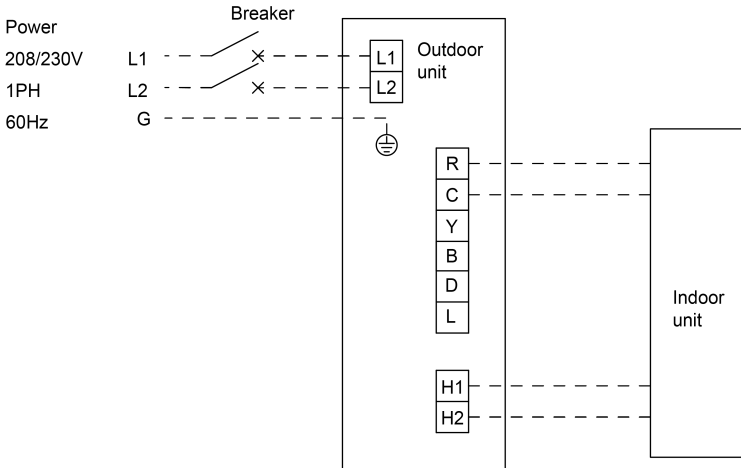 Breaker
Power
208/230V
1PH
60Hz
L1
L2
G
L1
L2
Outdoor
unit
R
C
Y
B
D
L
H1
H2
Indoor
unit